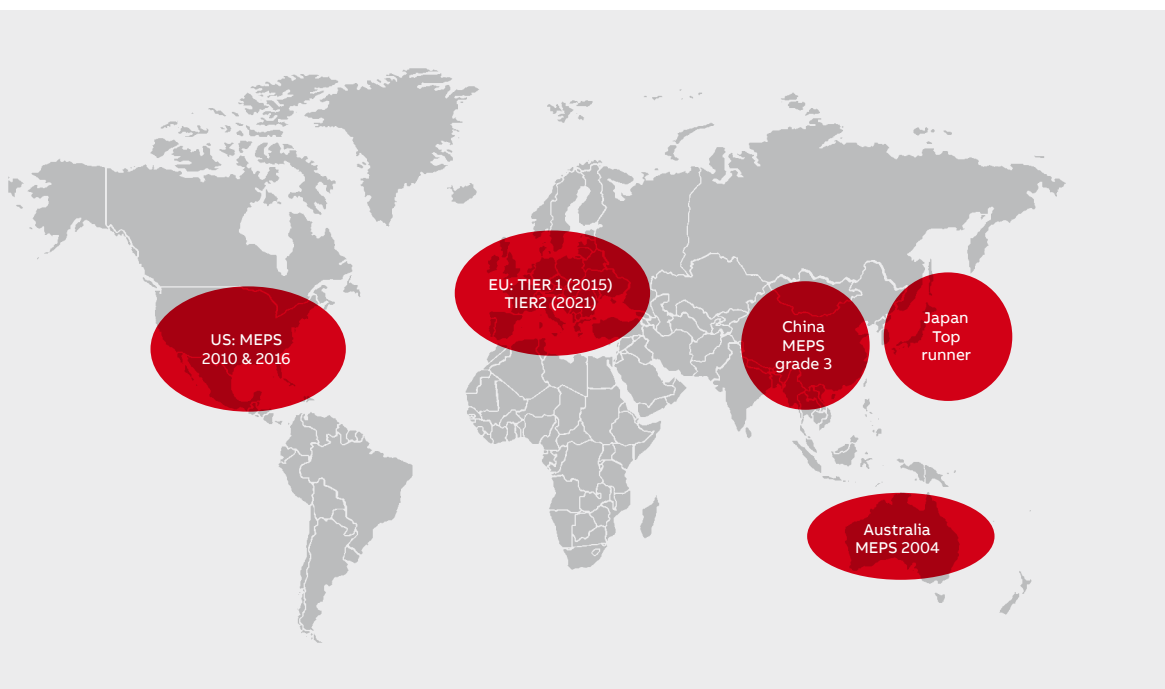 EU: TIER 1 (2015)
TIER2 (2021)
US: MEPS
2010 & 2016
China
MEPS
grade 3
Japan
Top
runner
Australia
MEPS 2004